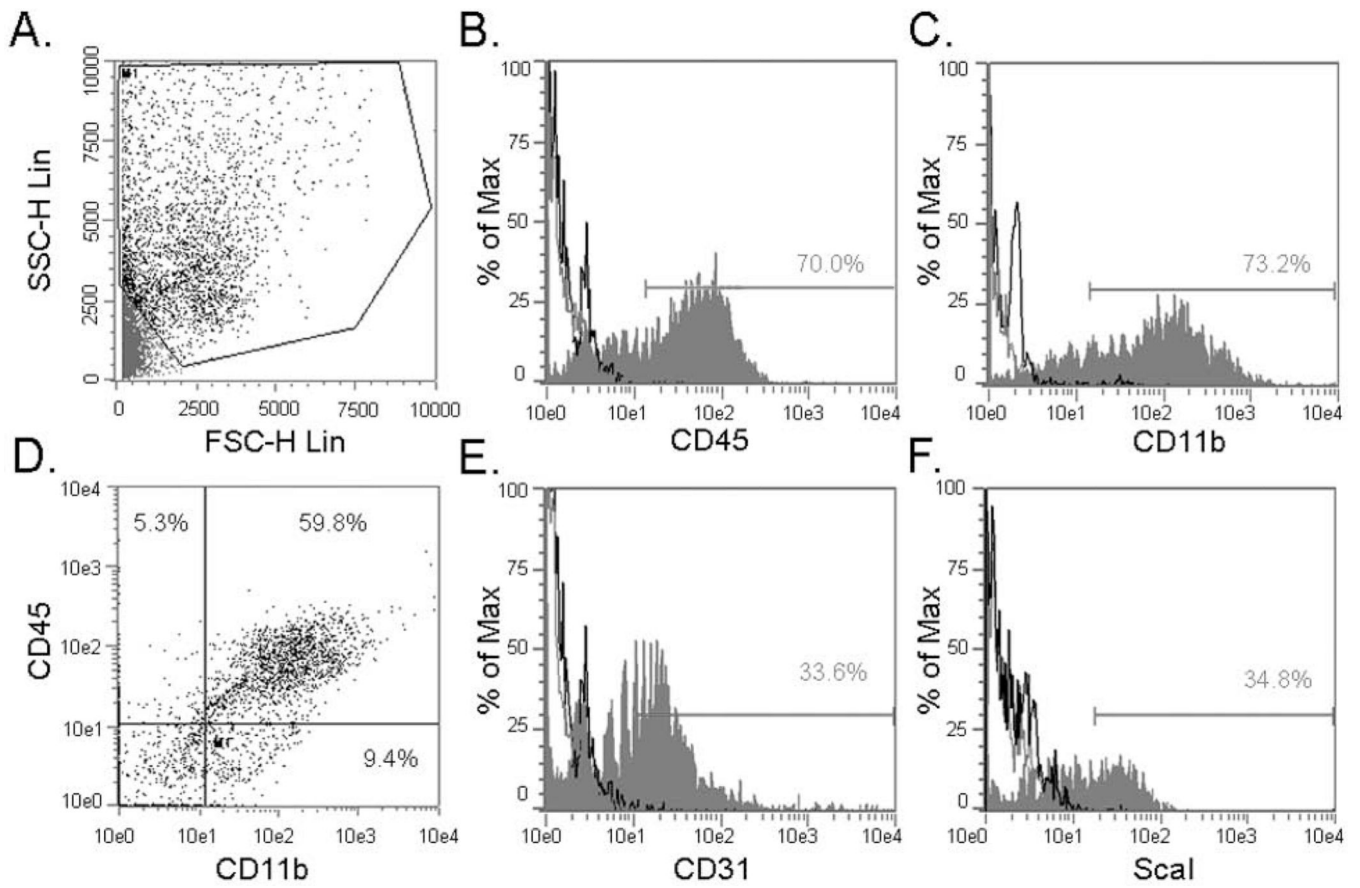 A.
10000
7500
5000
2500
0
SSC-H Lin
0 2500 5000 7500 10000
FSC-H Lin
B.
100
75
50
25
0
% of Max
70.0%
10e0 10e1 10e2 10e3 10e4
CD45
C.
100
75
50
25
0
% of Max
73.2%
10e0 10e1 10e2 10e3 10e4
CD11b
D.
10e4
10e3
10e2
10e1
10e0
CD45
5.3% 59.8%
9.4%
10e0 10e1 10e2 10e3 10e4
CD11b
E.
100
75
50
25
0
% of Max
33.6%
10e0 10e1 10e2 10e3 10e4
CD31
F.
100
75
50
25
0
% of Max
34.8%
10e0 10e1 10e2 10e3 10e4
ScaI